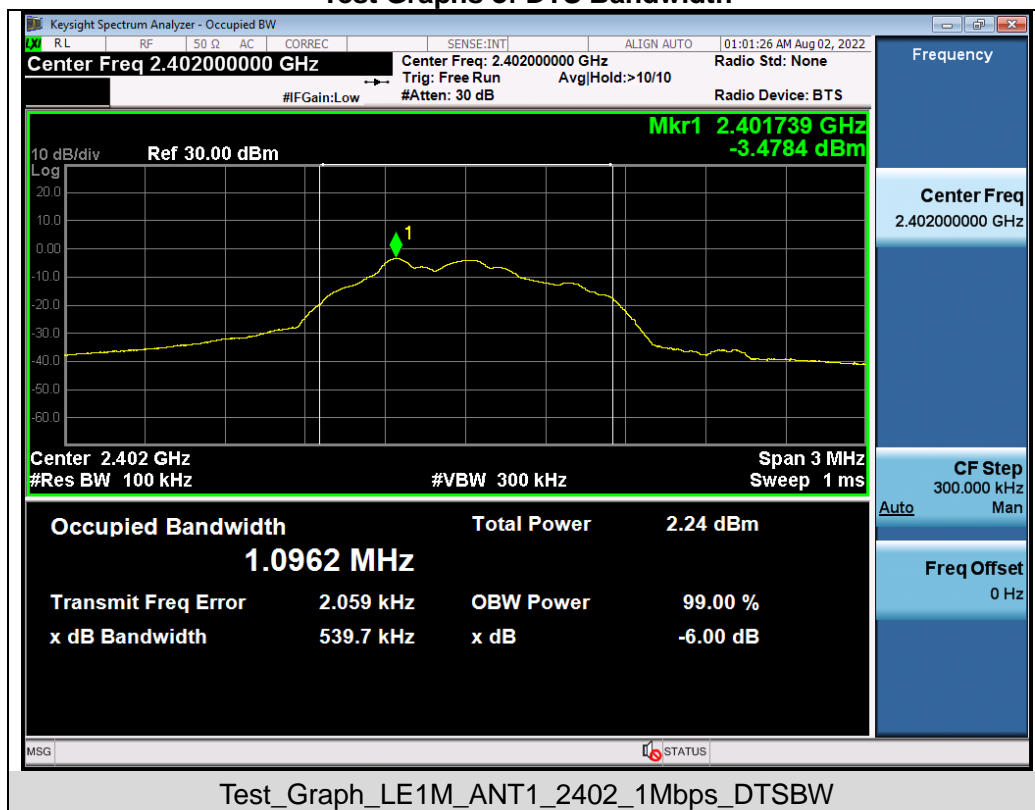 Test Graphs of DTS Bandwidth
Keysight Spectrum Analyzer - Occupied BW
LXI RL RF 50 Ω AC CORREC SENSE:INT ALIGN AUTO 01:01:26 AM Aug 02, 2022
Center Freq 2.402000000 GHz
Center Freq: 2.402000000 GHz
Radio Std: None
Trig: Free Run Avg|Hold:>10/10
#IFGain:Low #Atten: 30 dB
Radio Device: BTS
Frequency
Mkr1 2.401739 GHz
-3.4784 dBm
10 dB/div Ref 30.00 dBm
Log
20.0
10.0
0.00
-10.0
-20.0
-30.0
-40.0
-50.0
-60.0
1
Center 2.402 GHz Span 3 MHz
#Res BW 100 kHz #VBW 300 kHz Sweep 1 ms
Center Freq
2.402000000 GHz
CF Step
300.000 kHz
Auto Man
Freq Offset
0 Hz
Occupied Bandwidth Total Power 2.24 dBm
1.0962 MHz
Transmit Freq Error 2.059 kHz OBW Power 99.00 %
x dB Bandwidth 539.7 kHz x dB -6.00 dB
MSG STATUS
Test_Graph_LE1M_ANT1_2402_1Mbps_DTSBW